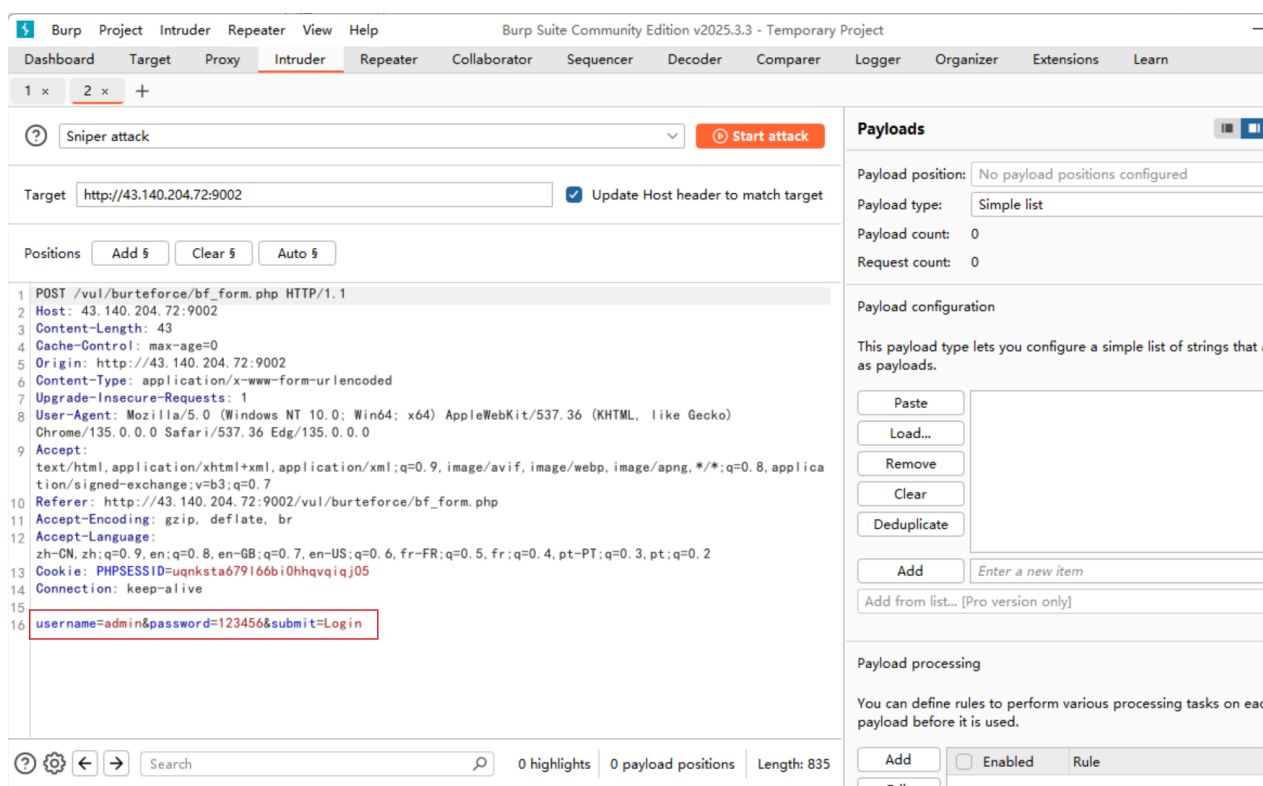 Burp Project Intruder Repeater View Help Burp Suite Community Edition v2025.3.3 - Temporary Project
Dashboard Target Proxy Intruder Repeater Collaborator Sequencer Decoder Comparer Logger Organizer Extensions Learn
1 × 2 × +
Sniper attack Start attack
Target http://43.140.204.72:9002 Update Host header to match target
Positions Add § Clear § Auto §
1 POST /vul/burteforce/bf_form.php HTTP/1.1
2 Host: 43.140.204.72:9002
3 Content-Length: 43
4 Cache-Control: max-age=0
5 Origin: http://43.140.204.72:9002
6 Content-Type: application/x-www-form-urlencoded
7 Upgrade-Insecure-Requests: 1
8 User-Agent: Mozilla/5.0 (Windows NT 10.0; Win64; x64) AppleWebKit/537.36 (KHTML, like Gecko)
Chrome/135.0.0.0 Safari/537.36 Edg/135.0.0.0
9 Accept:
text/html,application/xhtml+xml,application/xml;q=0.9,image/avif,image/webp,image/apng,*/*;q=0.8,applica
tion/signed-exchange;v=b3;q=0.7
10 Referer: http://43.140.204.72:9002/vul/burteforce/bf_form.php
11 Accept-Encoding: gzip, deflate, br
12 Accept-Language:
zh-CN,zh;q=0.9,en;q=0.8,en-GB;q=0.7,en-US;q=0.6,fr-FR;q=0.5,fr;q=0.4,pt-PT;q=0.3,pt;q=0.2
13 Cookie: PHPSESSID=uqnksta679l66bi0hhqvqiqj05
14 Connection: keep-alive
15
16 username=admin&password=123456&submit=Login
Search 0 highlights 0 payload positions Length: 835
Payloads
Payload position: No payload positions configured
Payload type: Simple list
Payload count: 0
Request count: 0
Payload configuration
This payload type lets you configure a simple list of strings that
as payloads.
Paste
Load...
Remove
Clear
Deduplicate
Add Enter a new item
Add from list... [Pro version only]
Payload processing
You can define rules to perform various processing tasks on
payload before it is used.
Add Enabled Rule